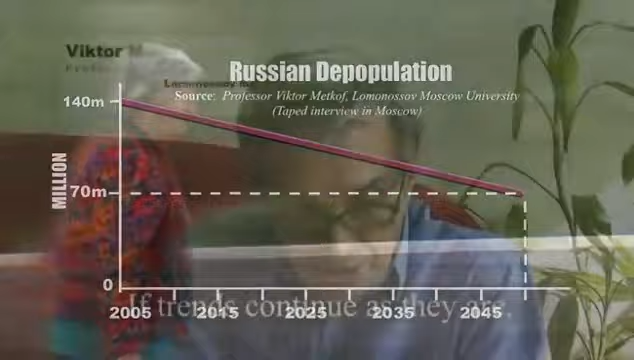 Viktor M
Russian Depopulation
Source: Professor Viktor Metkof, Lomonossov Moscow University
(Taped interview in Moscow)
140m
MILLION
70m
0
If trends continue as they are.
2005 2015 2025 2035 2045